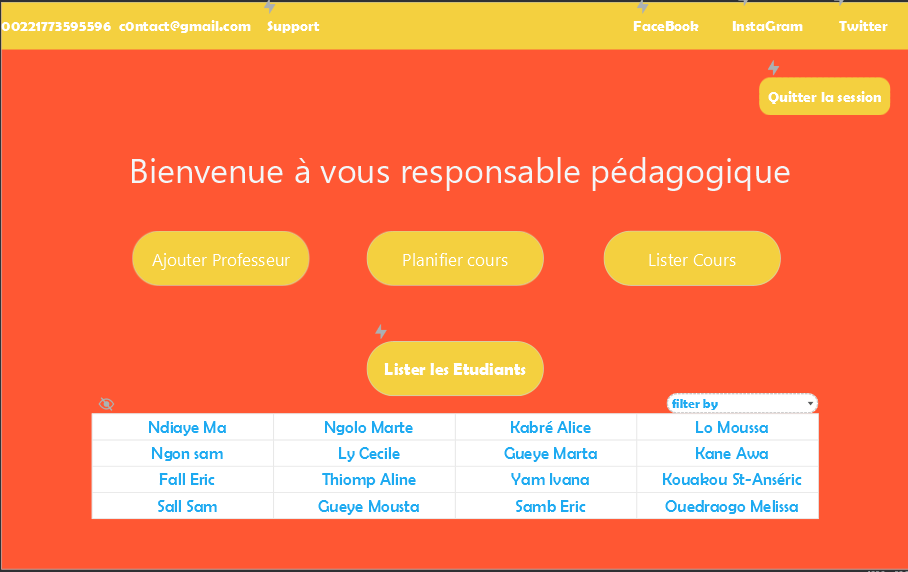 00221773595596 c0ntact@gmail.com Support FaceBook InstaGram Twitter
Quitter la session
Bienvenue à vous responsable pédagogique
Ajouter Professeur Planifier cours Lister Cours
Lister les Etudiants
filter by
Ndiaye Ma Ngolo Marte Kabré Alice Lo Moussa
Ngon sam Ly Cecile Gueye Marta Kane Awa
Fall Eric Thiomp Aline Yam Ivana Kouakou St-Anséric
Sall Sam Gueye Mousta Samb Eric Ouedraogo Melissa